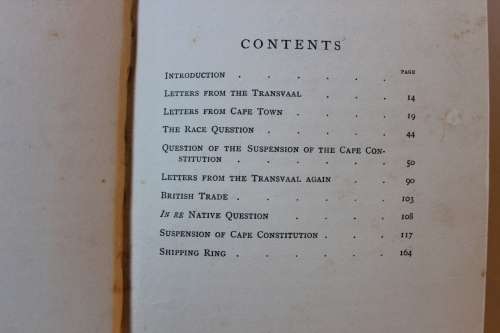 CONTENTS
PAGE
INTRODUCTION . . . . . .
LETTERS FROM THE TRANSVAAL . . . 14
LETTERS FROM CAPE TOWN . . . . 19
THE RACE QUESTION . . . . . 44
QUESTION OF THE SUSPENSION OF THE CAPE CON-
STITUTION . . . . . . 50
LETTERS FROM THE TRANSVAAL AGAIN . . 90
BRITISH TRADE . . . . . . 103
In re NATIVE QUESTION . . . . 108
SUSPENSION OF CAPE CONSTITUTION . . . 117
SHIPPING RING . . . . . . 164